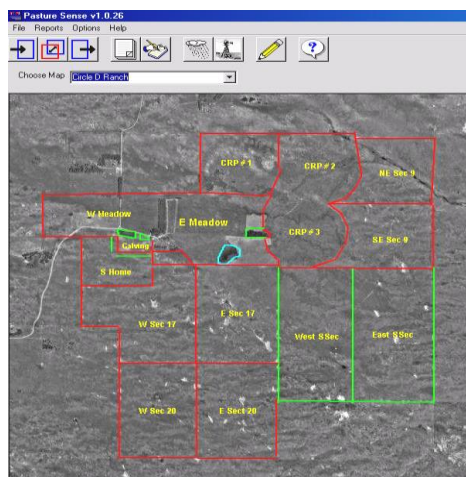 Pasture Sense v1.0.26
File Reports Options Help
Choose Map Circle D Ranch
CRP # 1
CRP # 2
NE Sec 9
W Meadow
E Meadow
CRP # 3
SE Sec 9
Calving
S Home
W Sec 17
E Sec 17
West SSec
East SSec
W Sec 20
E Sect 20